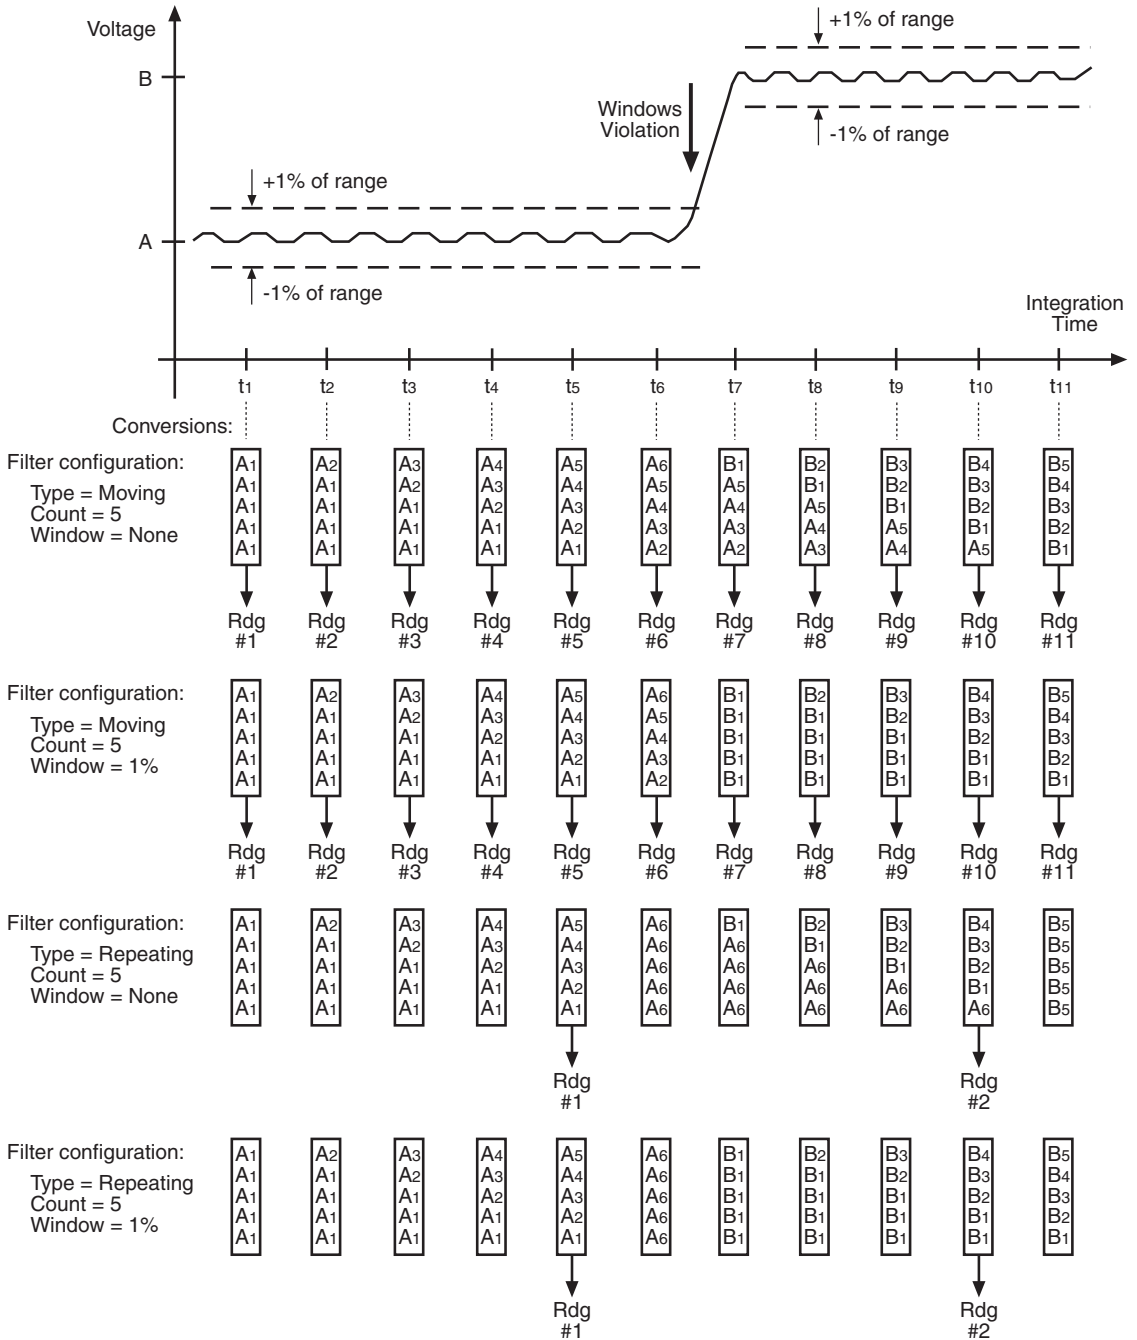 Voltage
+1% of range
B
Windows
Violation
-1% of range
+1% of range
A
-1% of range
Integration
Time
t1 t2 t3 t4 t5 t6 t7 t8 t9 t10 t11
Conversions:
Filter configuration:
Type = Moving
Count = 5
Window = None
A1 A2 A3 A4 A5 A6 B1 B2 B3 B4 B5
A1 A1 A2 A3 A4 A5 A5 B1 B2 B3 B4
A1 A1 A1 A2 A3 A4 A4 A5 B1 B2 B3
A1 A1 A1 A1 A2 A3 A3 A4 A5 B1 B2
A1 A1 A1 A1 A1 A2 A2 A3 A4 A5 B1
Rdg Rdg Rdg Rdg Rdg Rdg Rdg Rdg Rdg Rdg Rdg
#1 #2 #3 #4 #5 #6 #7 #8 #9 #10 #11
Filter configuration:
Type = Moving
Count = 5
Window = 1%
A1 A2 A3 A4 A5 A6 B1 B2 B3 B4 B5
A1 A1 A2 A3 A4 A5 B1 B1 B2 B3 B4
A1 A1 A1 A2 A3 A4 B1 B1 B1 B2 B3
A1 A1 A1 A1 A2 A3 B1 B1 B1 B1 B2
A1 A1 A1 A1 A1 A2 B1 B1 B1 B1 B1
Rdg Rdg Rdg Rdg Rdg Rdg Rdg Rdg Rdg Rdg Rdg
#1 #2 #3 #4 #5 #6 #7 #8 #9 #10 #11
Filter configuration:
Type = Repeating
Count = 5
Window = None
A1 A2 A3 A4 A5 A6 B1 B2 B3 B4 B5
A1 A1 A2 A3 A4 A6 A6 B1 B2 B3 B5
A1 A1 A1 A2 A3 A6 A6 A6 B1 B2 B5
A1 A1 A1 A1 A2 A6 A6 A6 A6 B1 B5
A1 A1 A1 A1 A1 A6 A6 A6 A6 A6 B5
Rdg Rdg
#1 #2
Filter configuration:
Type = Repeating
Count = 5
Window = 1%
A1 A2 A3 A4 A5 A6 B1 B2 B3 B4 B5
A1 A1 A2 A3 A4 A6 B1 B1 B2 B3 B4
A1 A1 A1 A2 A3 A6 B1 B1 B1 B2 B3
A1 A1 A1 A1 A2 A6 B1 B1 B1 B1 B2
A1 A1 A1 A1 A1 A6 B1 B1 B1 B1 B1
Rdg Rdg
#1 #2